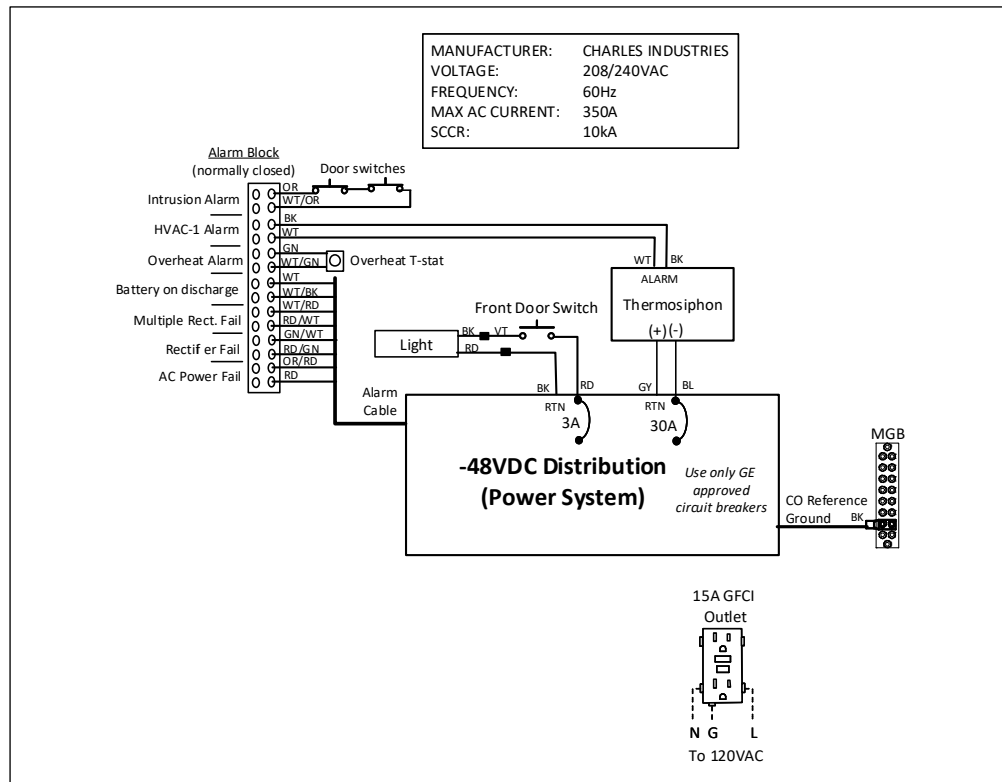 MANUFACTURER: CHARLES INDUSTRIES
VOLTAGE: 208/240VAC
FREQUENCY: 60Hz
MAX AC CURRENT: 350A
SCCR: 10kA
Alarm Block
(normally closed)
Door switches
Intrusion Alarm
OR
WT/OR
HVAC-1 Alarm
BK
WT
Overheat Alarm
GN
WT/GN
Overheat T-stat
Battery on discharge
WT
WT/BK
Multiple Rect. Fail
WT/RD
RD/WT
Rectifer Fail
GN/WT
RD/GN
AC Power Fail
OR/RD
RD
WT BK
ALARM
Thermosiphon
(+) (-)
Front Door Switch
Light
BK VT
RD
Alarm
Cable
BK RD
RTN
3A
GY BL
RTN
30A
-48VDC Distribution
(Power System)
Use only GE
approved
circuit breakers
MGB
CO Reference
Ground BK
15A GFCI
Outlet
N G L
To 120VAC